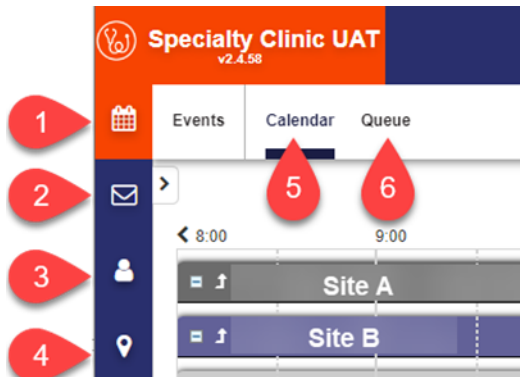 Specialty Clinic UAT
v2.4.58
1
Events Calendar Queue
2
5 6
8:00 9:00
3
Site A
Site B
4